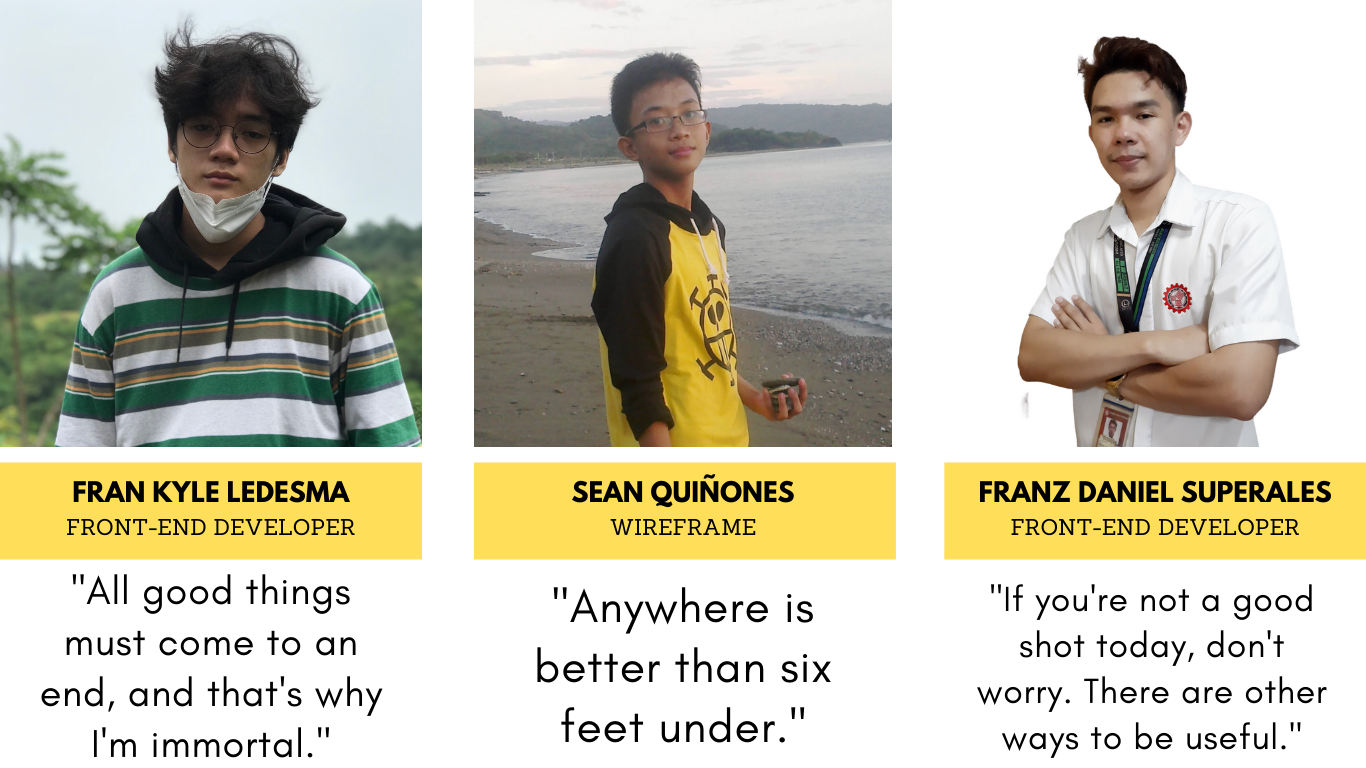 FRAN KYLE LEDESMA
FRONT-END DEVELOPER
"All good things
must come to an
end, and that's why
I'm immortal."
SEAN QUIÑONES
WIREFRAME
"Anywhere is
better than six
feet under."
FRANZ DANIEL SUPERALES
FRONT-END DEVELOPER
"If you're not a good
shot today, don't
worry. There are other
ways to be useful."